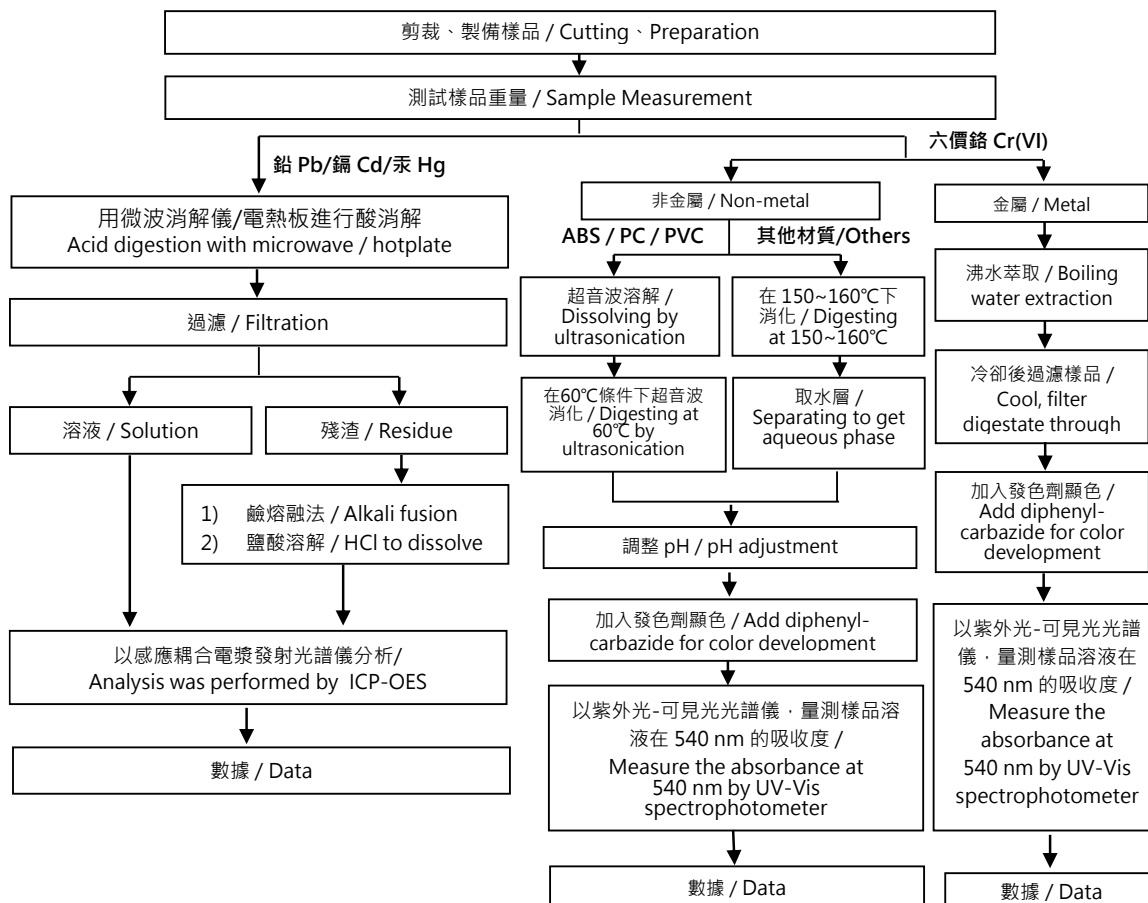 剪裁、製備樣品 / Cutting、Preparation
測試樣品重量 / Sample Measurement
鉛 Pb/鎘 Cd/汞 Hg
用微波消解儀/電熱板進行酸消解
Acid digestion with microwave / hotplate
過濾 / Filtration
溶液 / Solution
殘渣 / Residue
1) 鹼熔融法 / Alkali fusion
2) 鹽酸溶解 / HCl to dissolve
以感應耦合電漿發射光譜儀分析/
Analysis was performed by ICP-OES
數據 / Data
六價鉻 Cr(VI)
非金屬 / Non-metal
ABS / PC / PVC
其他材質/Others
超音波溶解 /
Dissolving by
ultrasonication
在60℃條件下超音波
消化 / Digesting at
60℃ by
ultrasonication
在 150~160℃下
消化 / Digesting
at 150~160℃
取水層 /
Separating to get
aqueous phase
調整 pH / pH adjustment
加入發色劑顯色 / Add diphenyl-
carbazide for color development
以紫外光-可見光光譜儀，量測樣品溶
液在 540 nm 的吸收度 /
Measure the absorbance at
540 nm by UV-Vis
spectrophotometer
數據 / Data
金屬 / Metal
沸水萃取 / Boiling
water extraction
冷卻後過濾樣品 /
Cool, filter
digestate through
加入發色劑顯色 /
Add diphenyl-
carbazide for color
development
以紫外光-可見光光譜
儀，量測樣品溶液在
540 nm 的吸收度 /
Measure the
absorbance at
540 nm by UV-Vis
spectrophotometer
數據 / Data